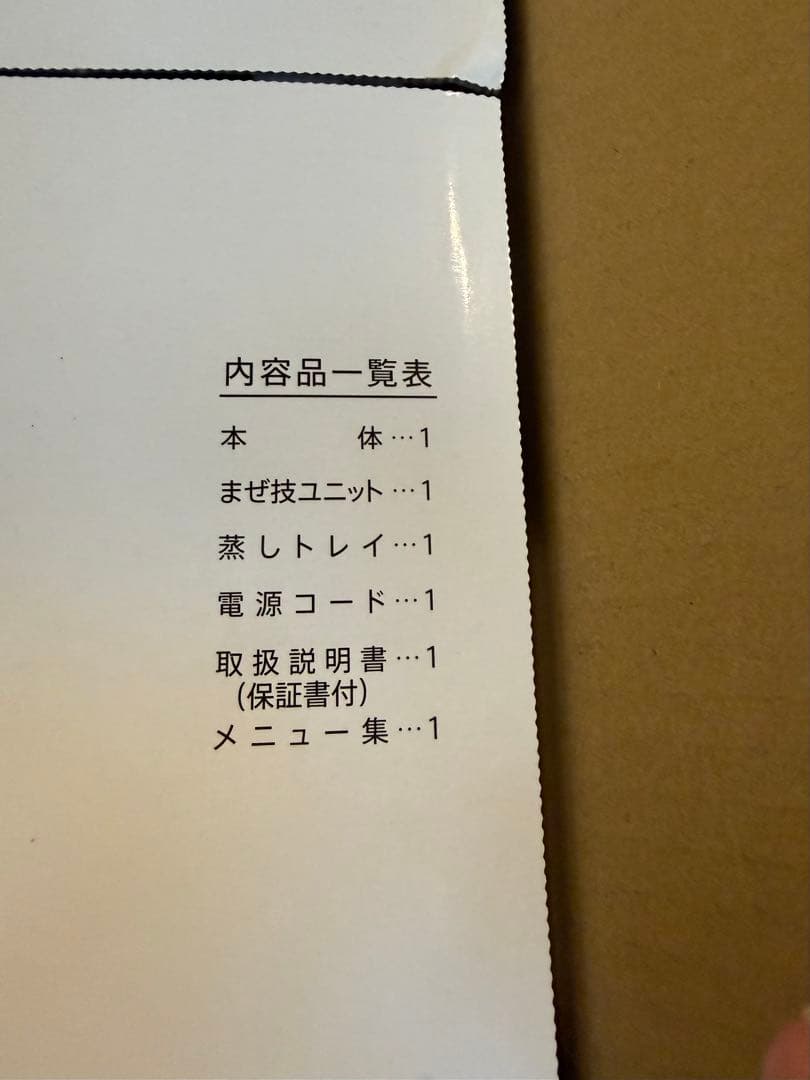 内容品一覧表
本体…1
まぜ技ユニット…1
蒸しトレイ…1
電源コード…1
取扱説明書…1
(保証書付)
メニュー集…1